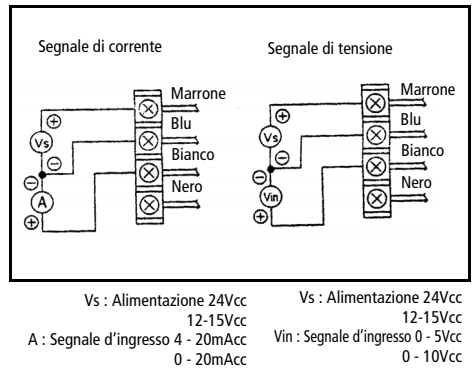 Segnale di corrente
Marrone
Blu
Bianco
Nero
⊕
Vs
⊖
⊖
A
⊕
Segnale di tensione
Marrone
Blu
Bianco
Nero
⊕
Vs
⊖
⊖
Vin
⊕
Vs : Alimentazione 24Vcc
12-15Vcc
A : Segnale d'ingresso 4 - 20mAcc
0 - 20mAcc
Vs : Alimentazione 24Vcc
12-15Vcc
Vin : Segnale d'ingresso 0 - 5Vcc
0 - 10Vcc